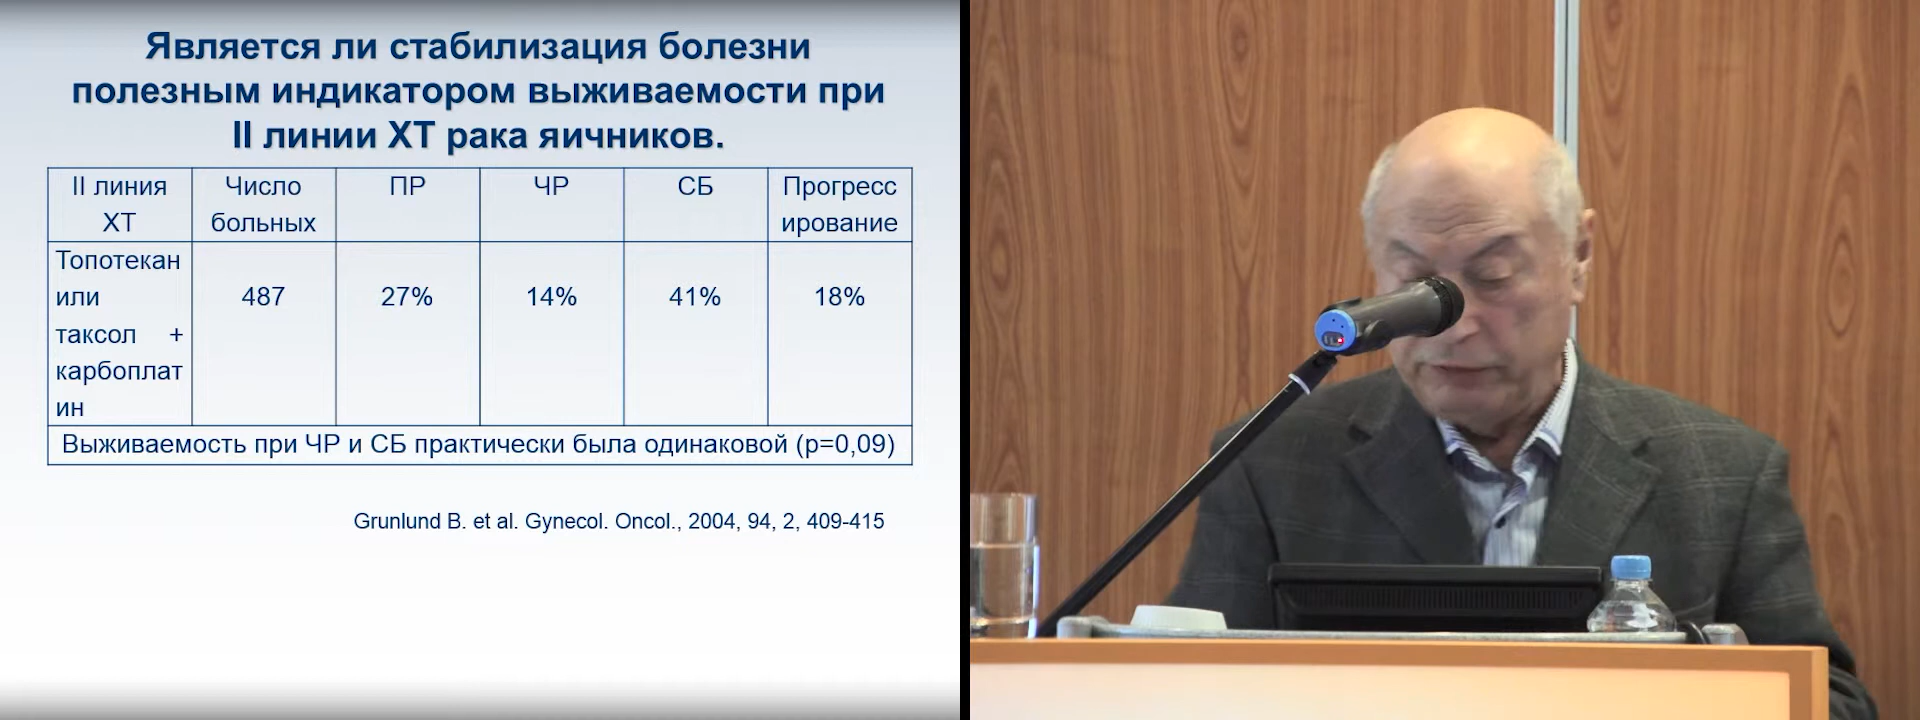 Является ли стабилизация болезни
полезным индикатором выживаемости при
II линии ХТ рака яичников.
II линия
ХТ
Число
больных
ПР
ЧР
СБ
Прогресс
ирование
Топотекан
или
таксол +
карбоплат
ин
487
27%
14%
41%
18%
Выживаемость при ЧР и СБ практически была одинаковой (р=0,09)
Grunlund B. et al. Gynecol. Oncol., 2004, 94, 2, 409-415